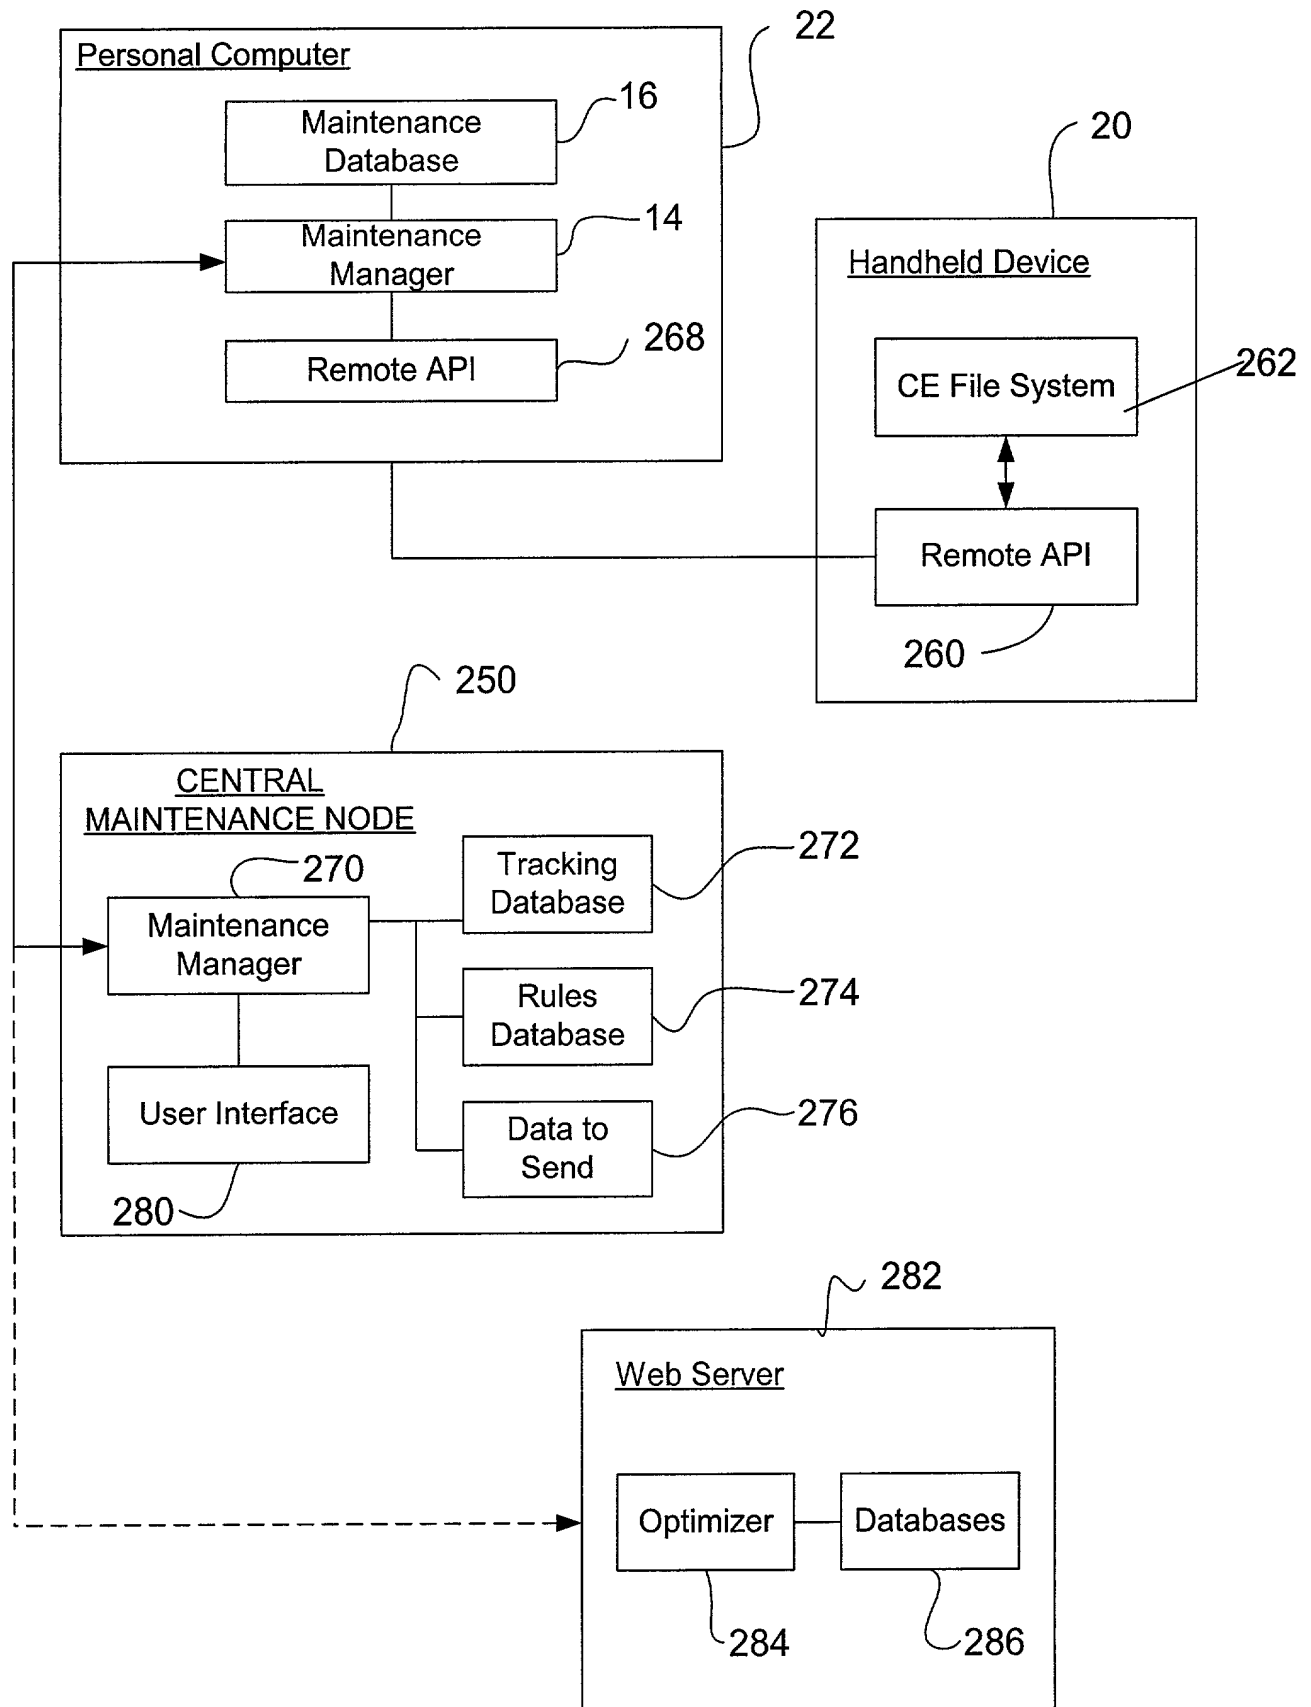 22
Personal Computer
16
Maintenance
Database
14
Maintenance
Manager
268
Remote API
20
Handheld Device
CE File System
262
Remote API
260
250
CENTRAL
MAINTENANCE NODE
270
Maintenance
Manager
Tracking
Database
272
Rules
Database
274
User Interface
280
Data to
Send
276
282
Web Server
Optimizer
Databases
284
286